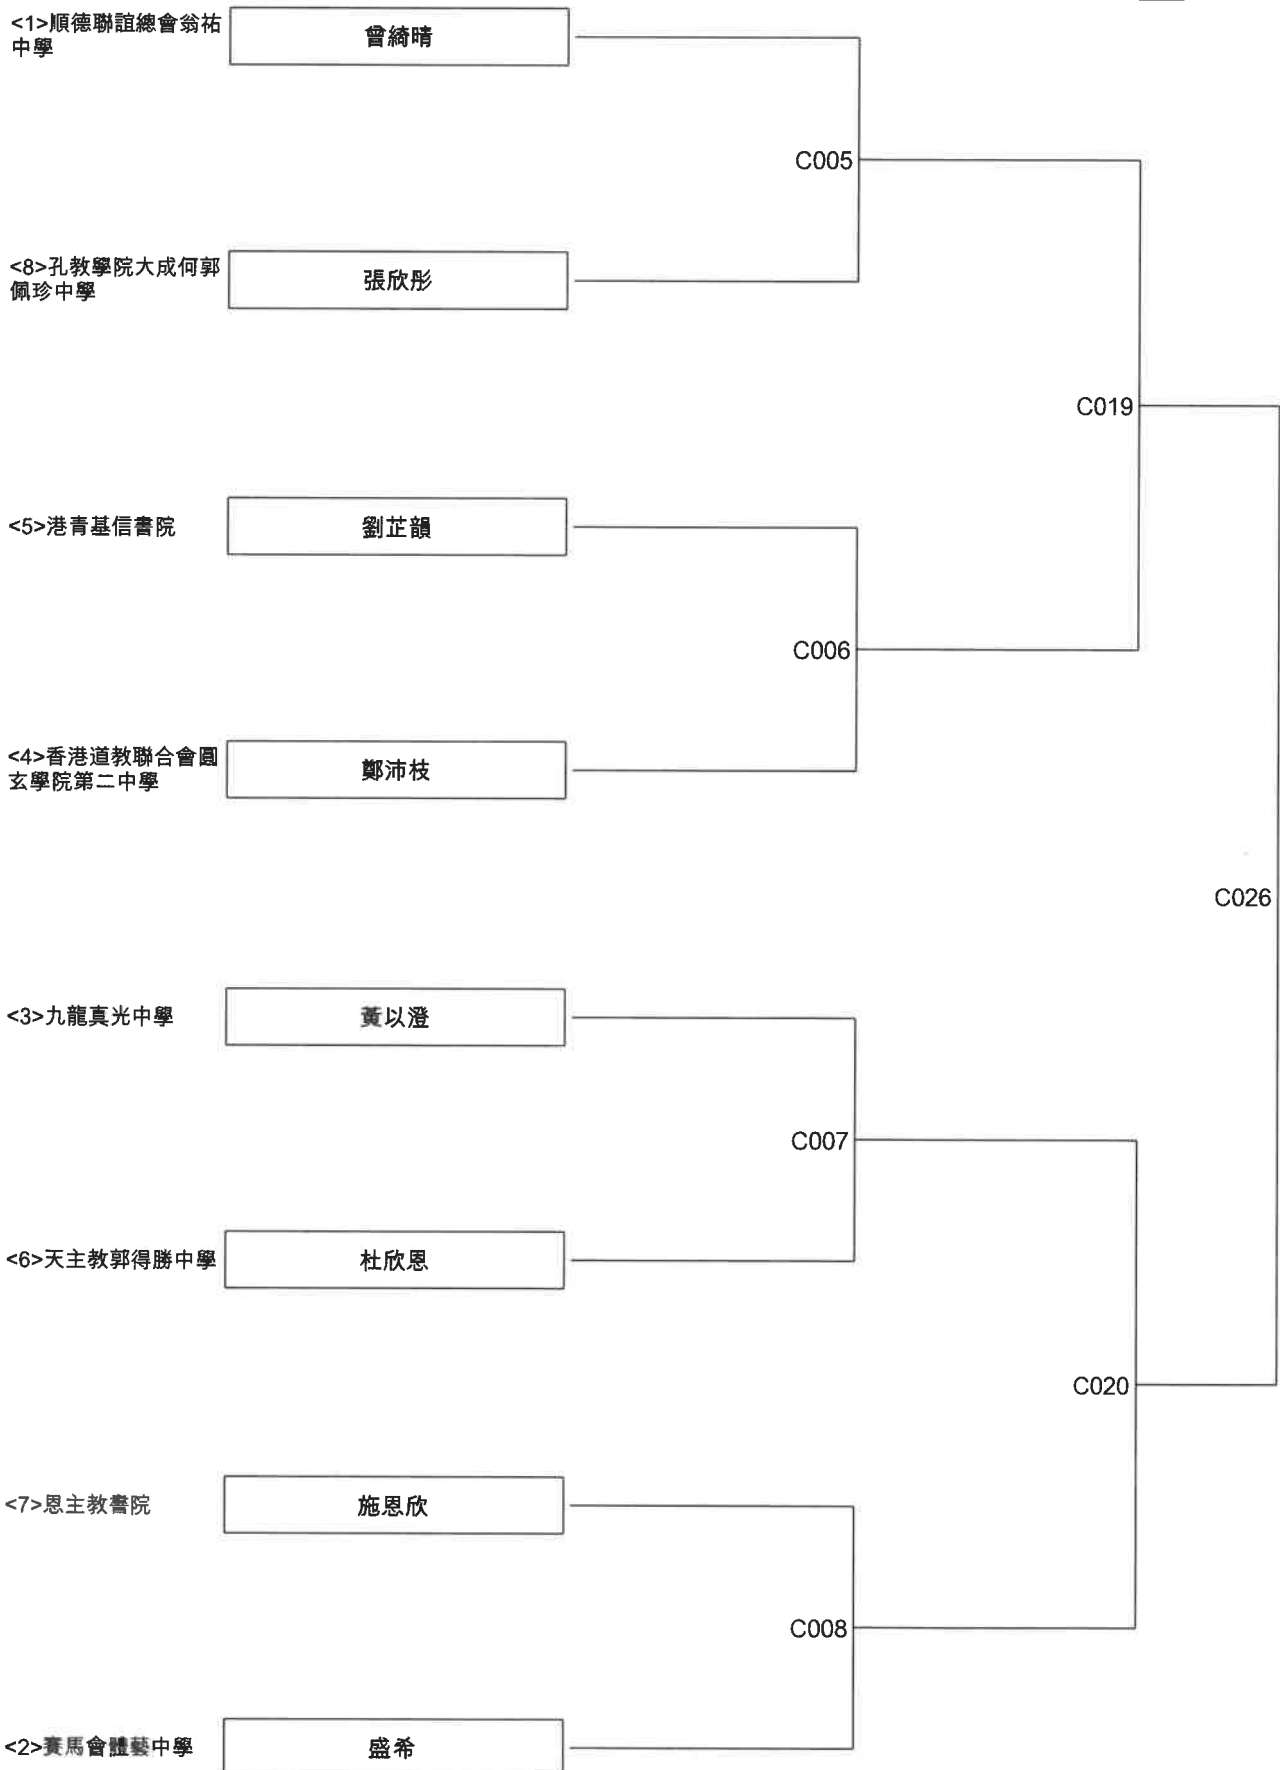 <1>順德聯誼總會翁祐
中學
曾綺晴
C005
<8>孔教學院大成何郭
佩珍中學
張欣彤
C019
<5>港青基信書院
劉芷韻
C006
<4>香港道教聯合會圓
玄學院第二中學
鄭沛枝
C026
<3>九龍真光中學
黃以澄
C007
<6>天主教郭得勝中學
杜欣恩
C020
<7>恩主教書院
施恩欣
C008
<2>賽馬會體藝中學
盛希